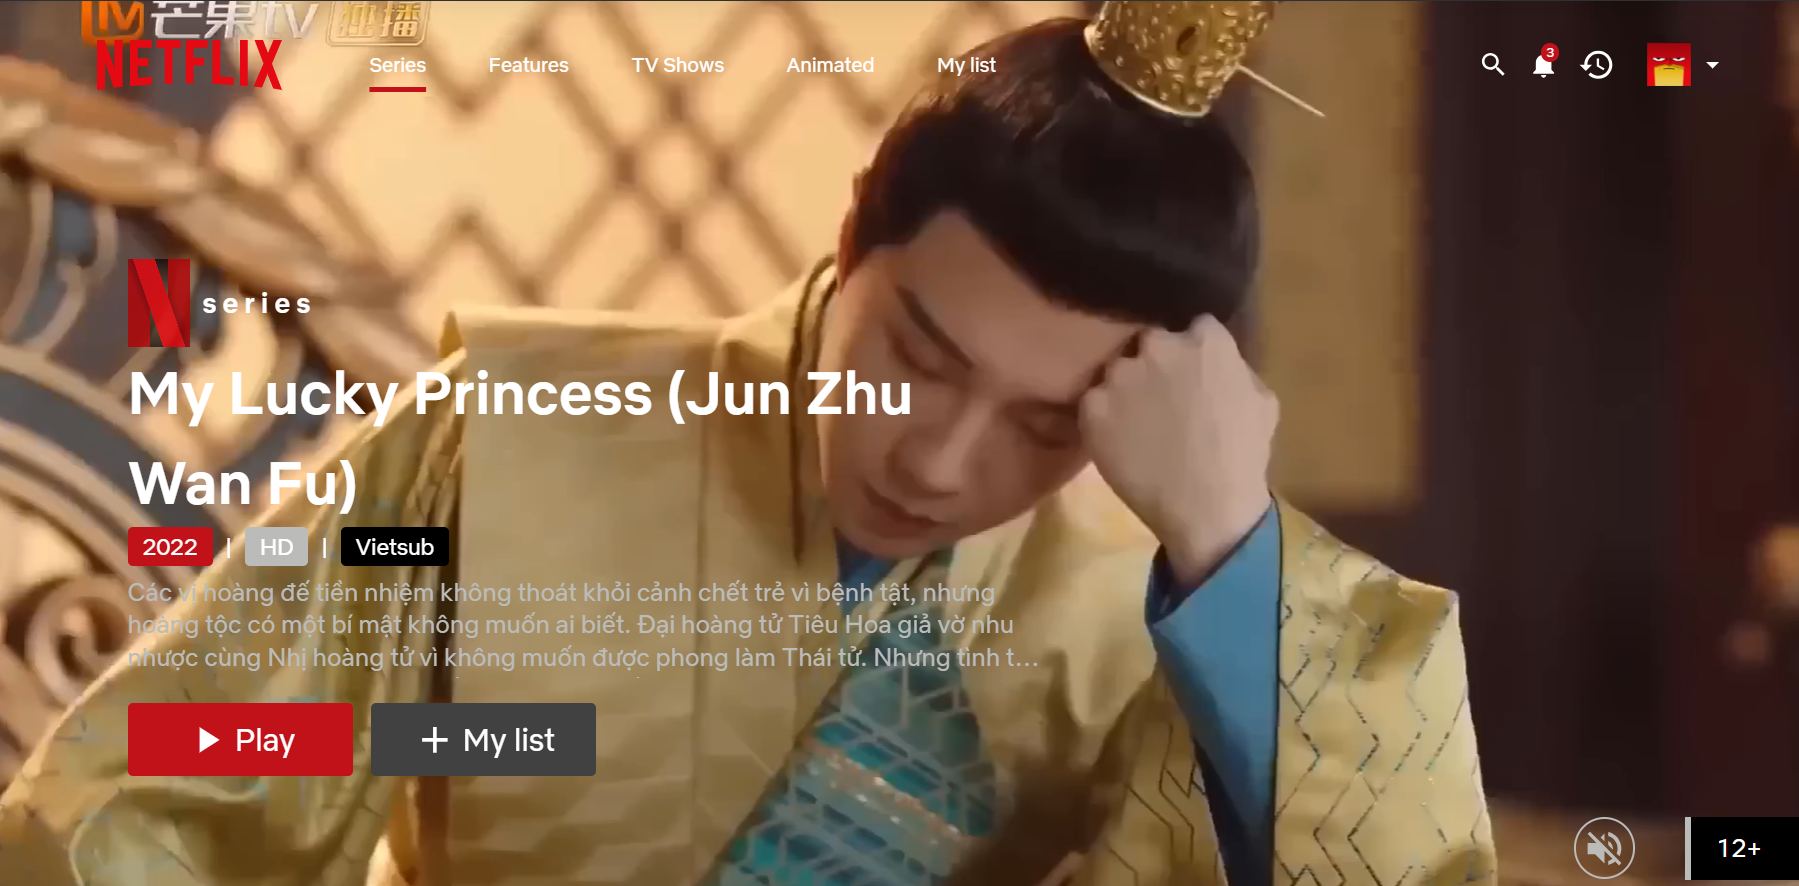 芒果tv 独播
NETFLIX
Series Features TV Shows Animated My list
3
series
My Lucky Princess (Jun Zhu
Wan Fu)
2022 | HD | Vietsub
Các vị hoàng đế tiền nhiệm không thoát khỏi cảnh chết trẻ vì bệnh tật, nhưng
hoàng tộc có một bí mật không muốn ai biết. Đại hoàng tử Tiêu Hoa giả vờ nhu
nhược cùng Nhị hoàng tử vì không muốn được phong làm Thái tử. Nhưng tình t...
Play
My list
12+